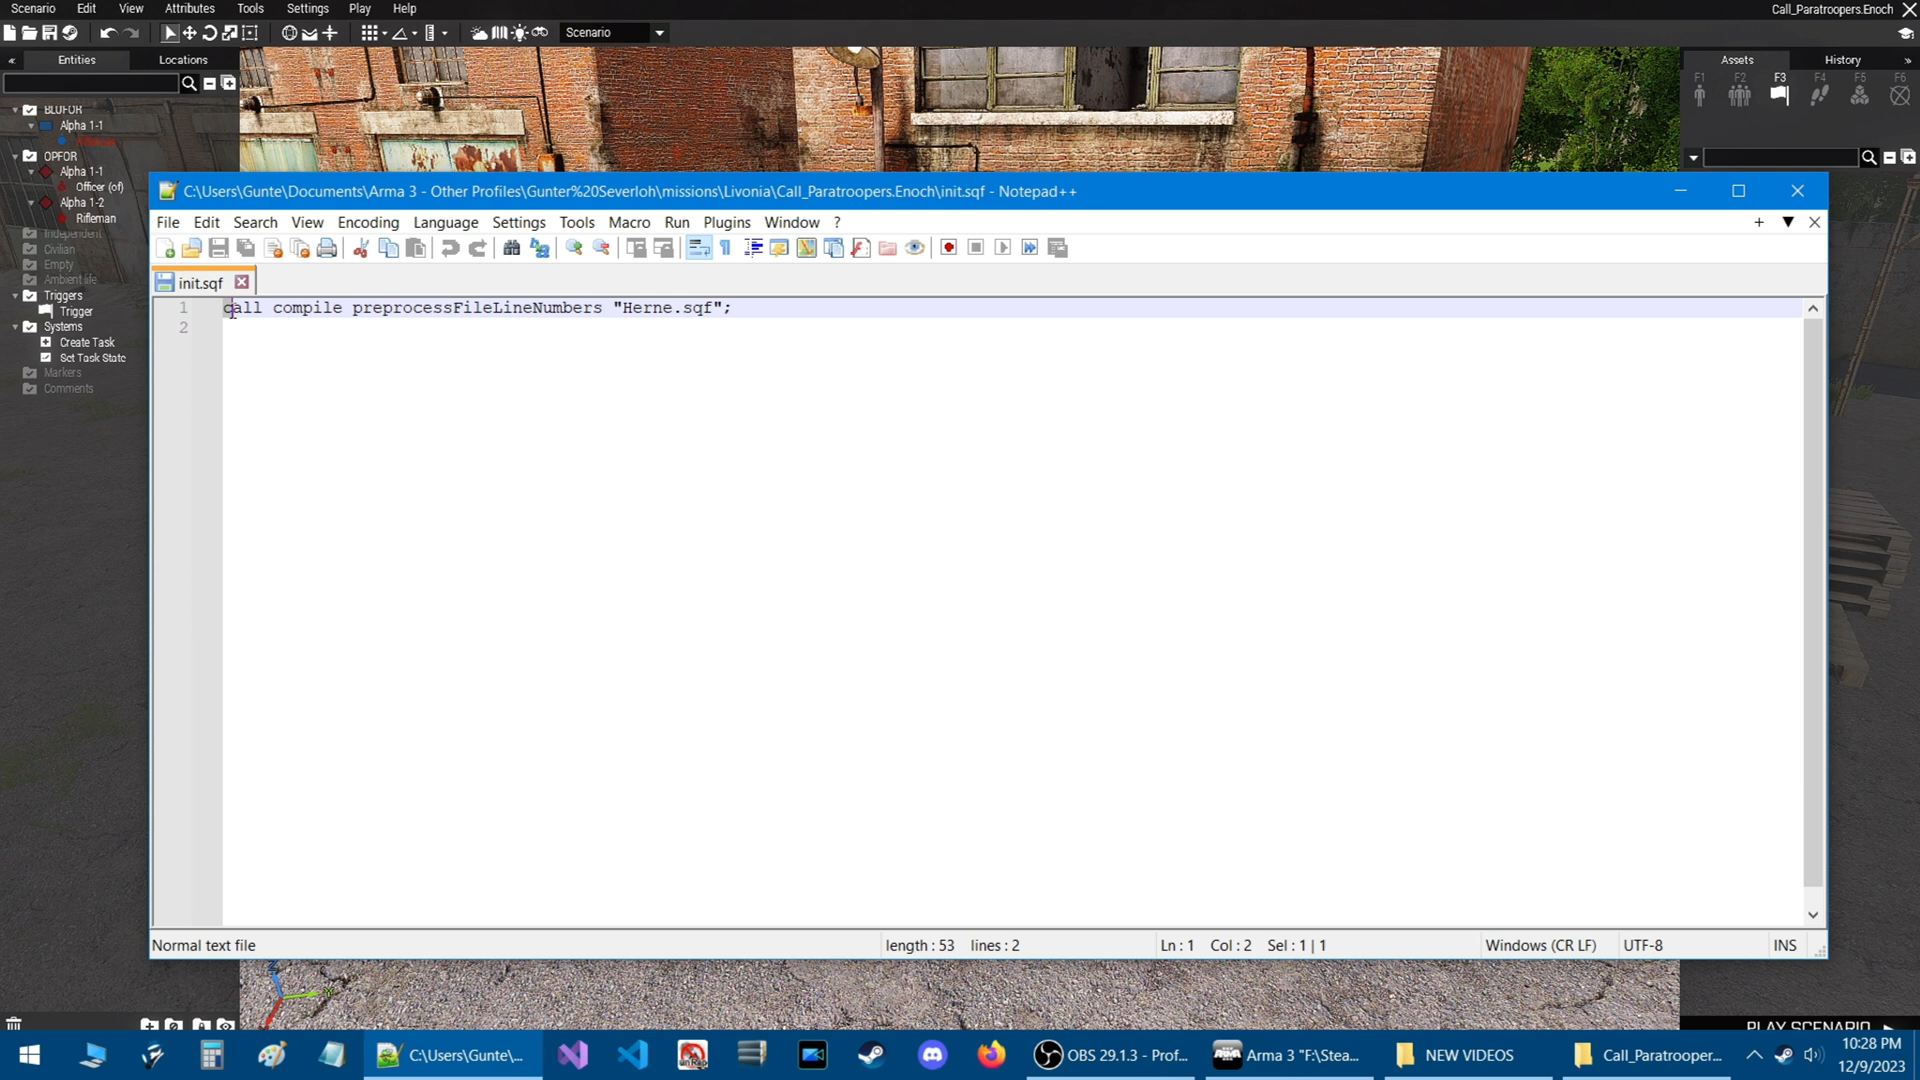 Scenario Edit View Attributes Tools Settings Play Help Call_Paratroopers.Enoch
Scenario
« Entities Locations Assets History »
F1 F2 F3 F4 F5 F6
BLUFOR
Alpha 1-1
OPFOR
Alpha 1-1
Officer (of)
Alpha 1-2
Rifleman
Independent
Civilian
Empty
Ambient life
Triggers
Trigger
Systems
Create Task
Set Task State
Markers
Comments
C:\Users\Gunte\Documents\Arma 3 - Other Profiles\Gunter%20Severloh\missions\Livonia\Call_Paratroopers.Enoch\init.sqf - Notepad++
File Edit Search View Encoding Language Settings Tools Macro Run Plugins Window ?
init.sqf
1 call compile preprocessFileLineNumbers "Herne.sqf";
2
Normal text file length : 53 lines : 2 Ln : 1 Col : 2 Sel : 1 | 1 Windows (CR LF) UTF-8 INS
PLAY SCENARIO
C:\Users\Gunte\... OBS 29.1.3 - Prof... Arma 3 "F:\Stea... NEW VIDEOS Call_Paratrooper...
10:28 PM
12/9/2023